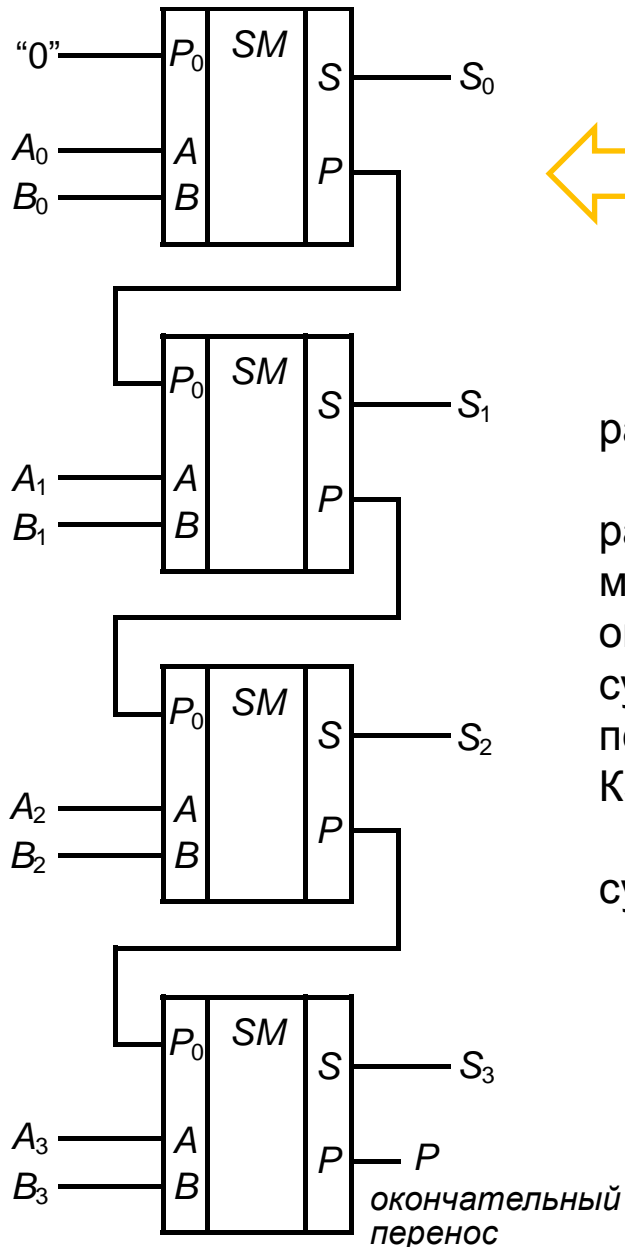 “0” P₀ SM S S₀
A₀ A P
B₀ B
P₀ SM S S₁
A₁ A P
B₁ B
P₀ SM S S₂
A₂ A P
B₂ B
P₀ SM S S₃
A₃ A P P
B₃ B
окончательный
перенос